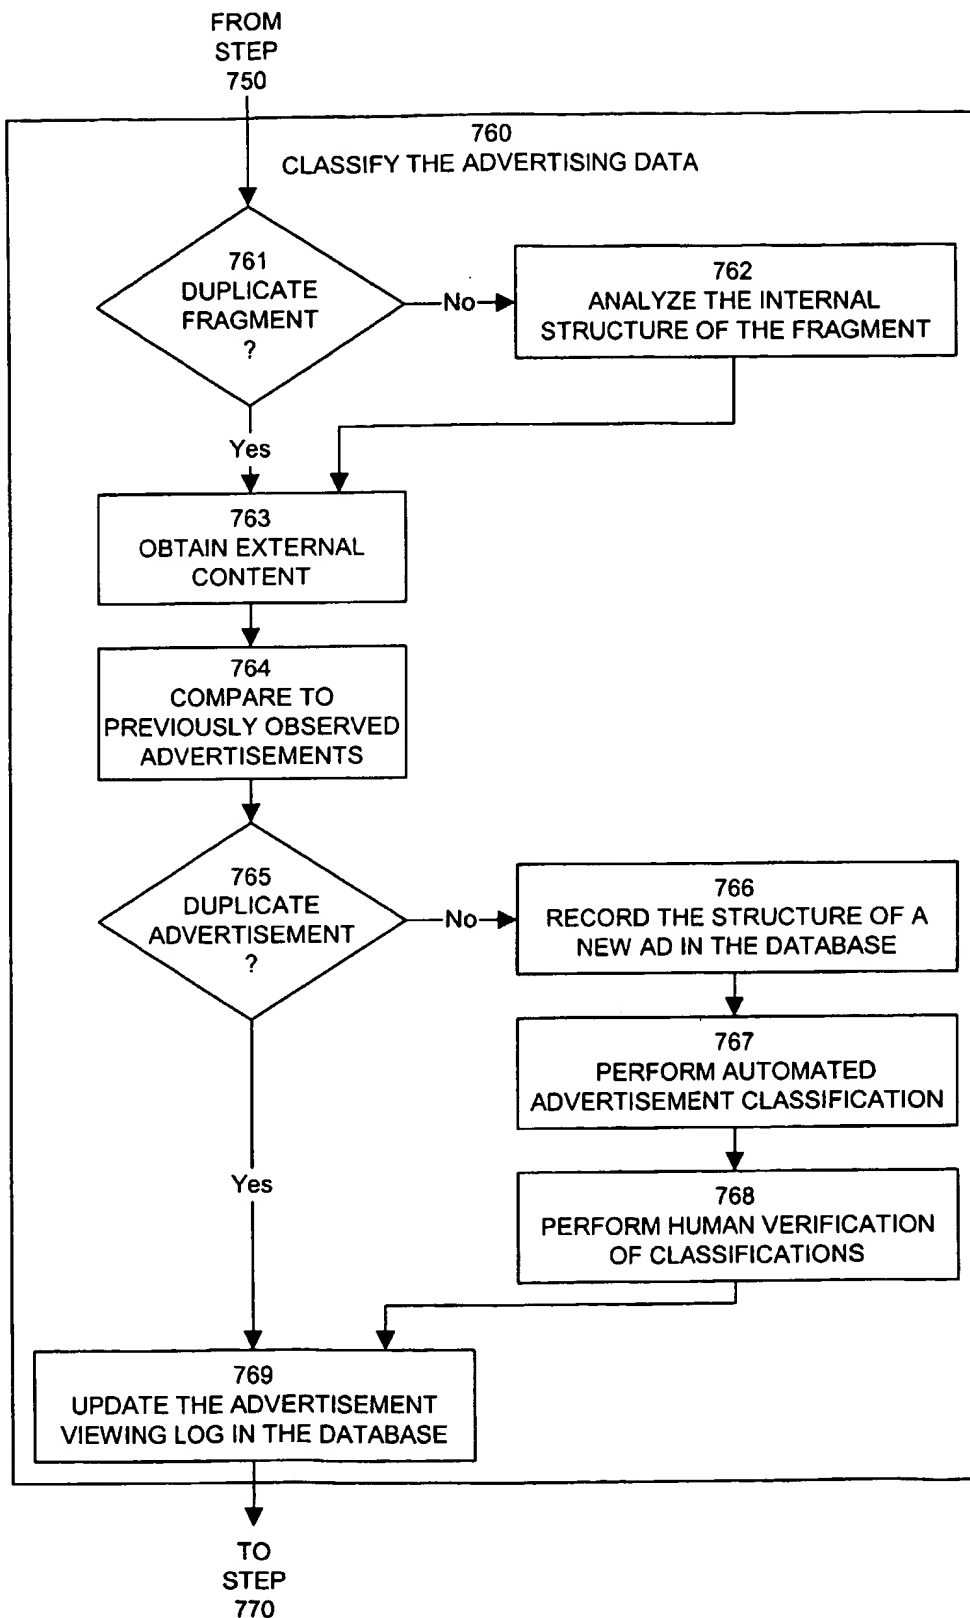 FROM
STEP
750
760
CLASSIFY THE ADVERTISING DATA
761
DUPLICATE
FRAGMENT
?
No
762
ANALYZE THE INTERNAL
STRUCTURE OF THE FRAGMENT
Yes
763
OBTAIN EXTERNAL
CONTENT
764
COMPARE TO
PREVIOUSLY OBSERVED
ADVERTISEMENTS
765
DUPLICATE
ADVERTISEMENT
?
No
766
RECORD THE STRUCTURE OF A
NEW AD IN THE DATABASE
767
PERFORM AUTOMATED
ADVERTISEMENT CLASSIFICATION
Yes
768
PERFORM HUMAN VERIFICATION
OF CLASSIFICATIONS
769
UPDATE THE ADVERTISEMENT
VIEWING LOG IN THE DATABASE
TO
STEP
770